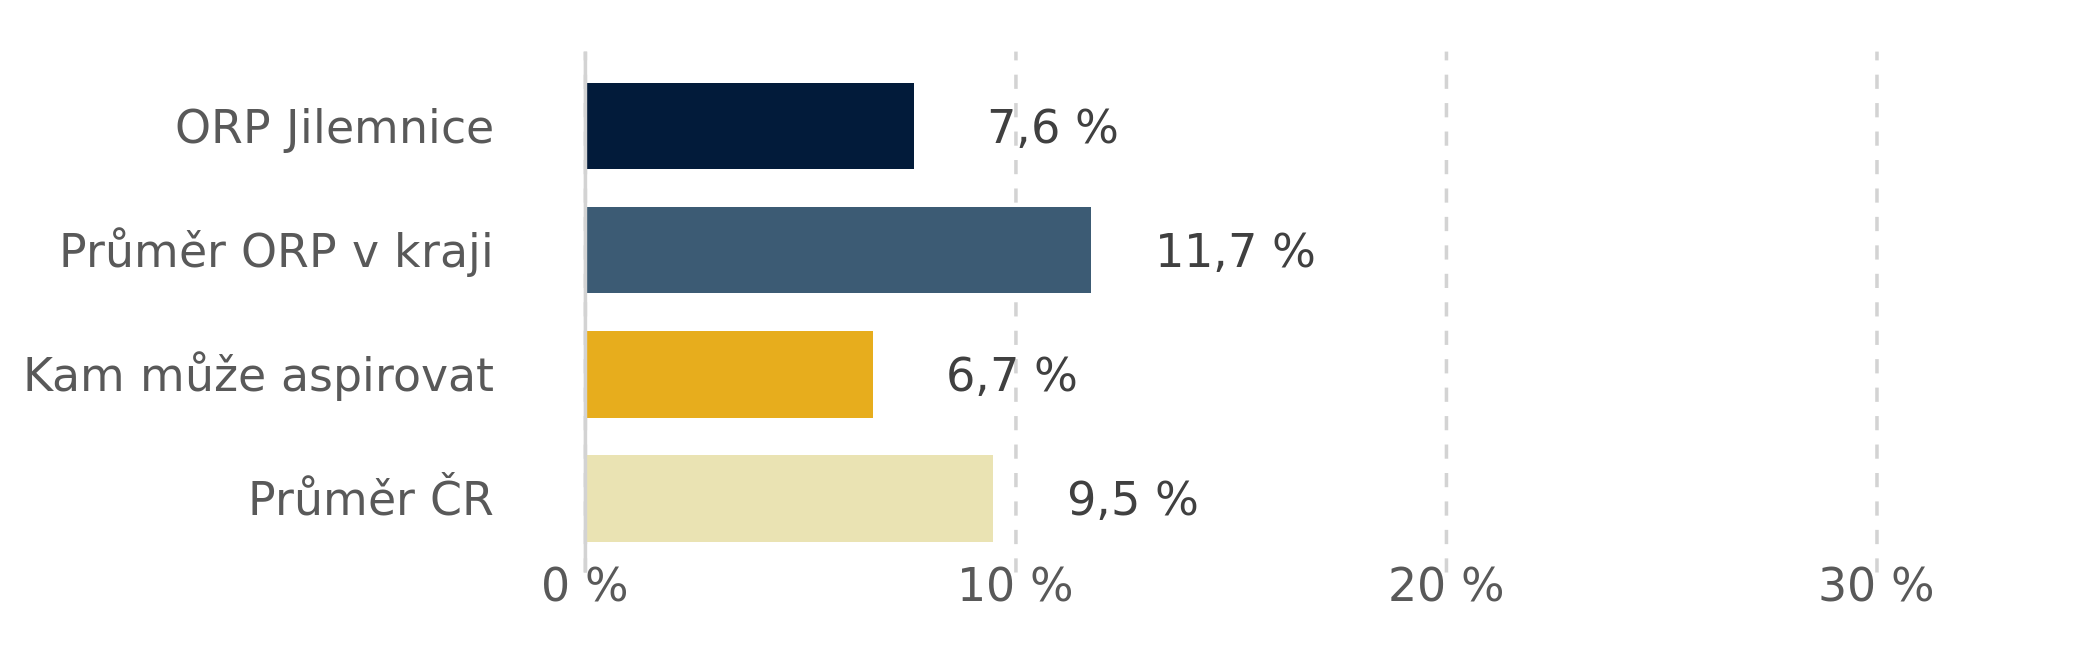 ORP Jilemnice 7,6 %
Průměr ORP v kraji 11,7 %
Kam může aspirovat 6,7 %
Průměr ČR 9,5 %
0 % 10 % 20 % 30 %